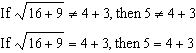 If √(16 + 9) ≠ 4 + 3, then 5 ≠ 4 + 3
If √(16 + 9) = 4 + 3, then 5 = 4 + 3